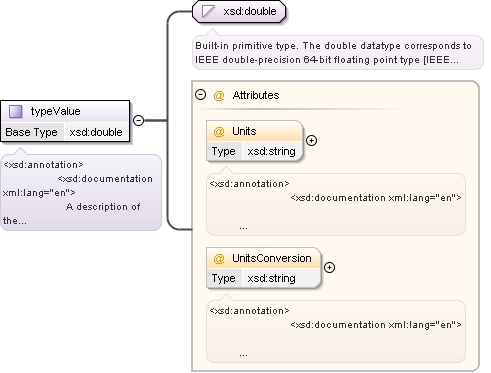 xsd:double
Built-in primitive type. The double datatype corresponds to
IEEE double-precision 64-bit floating point type [IEEE...
typeValue
Base Type xsd:double
<xsd:annotation>
<xsd:documentation
xml:lang="en">
A description of
the...
@ Attributes
@ Units
Type xsd:string
<xsd:annotation>
<xsd:documentation xml:lang="en">
...
@ UnitsConversion
Type xsd:string
<xsd:annotation>
<xsd:documentation xml:lang="en">
...